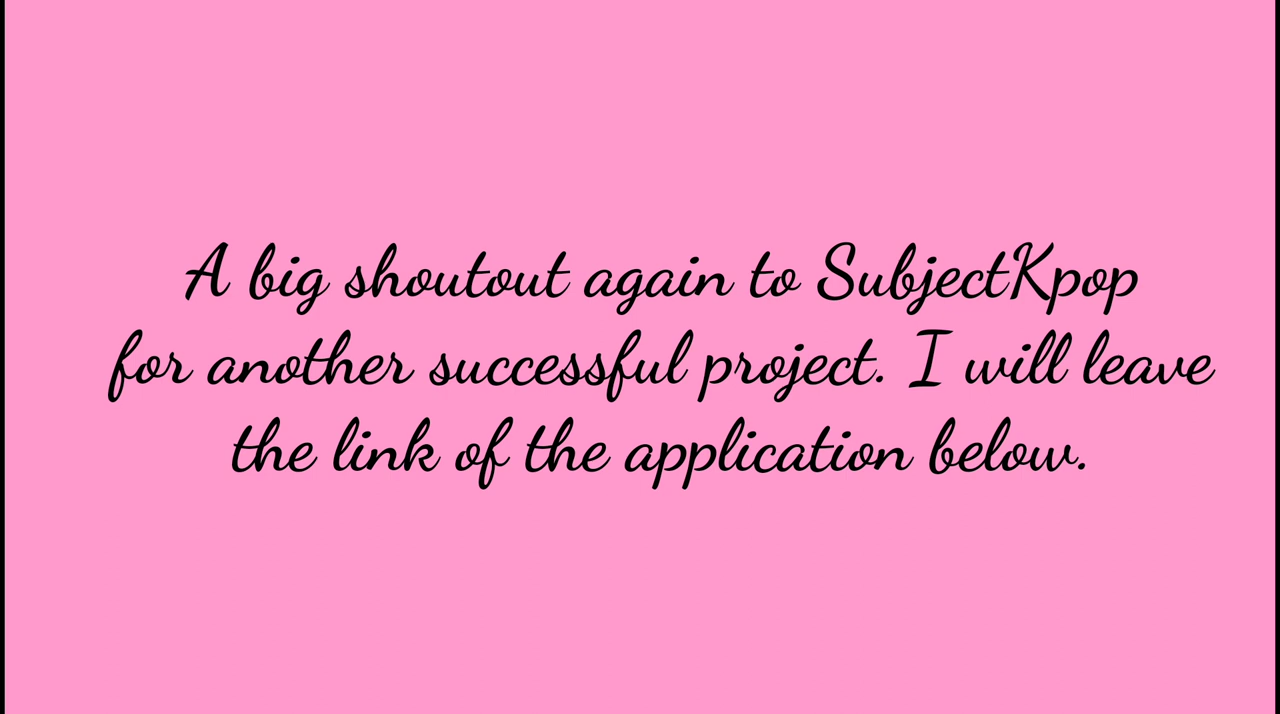 A big shoutout again to SubjectKpop
for another successful project. I will leave
the link of the application below.